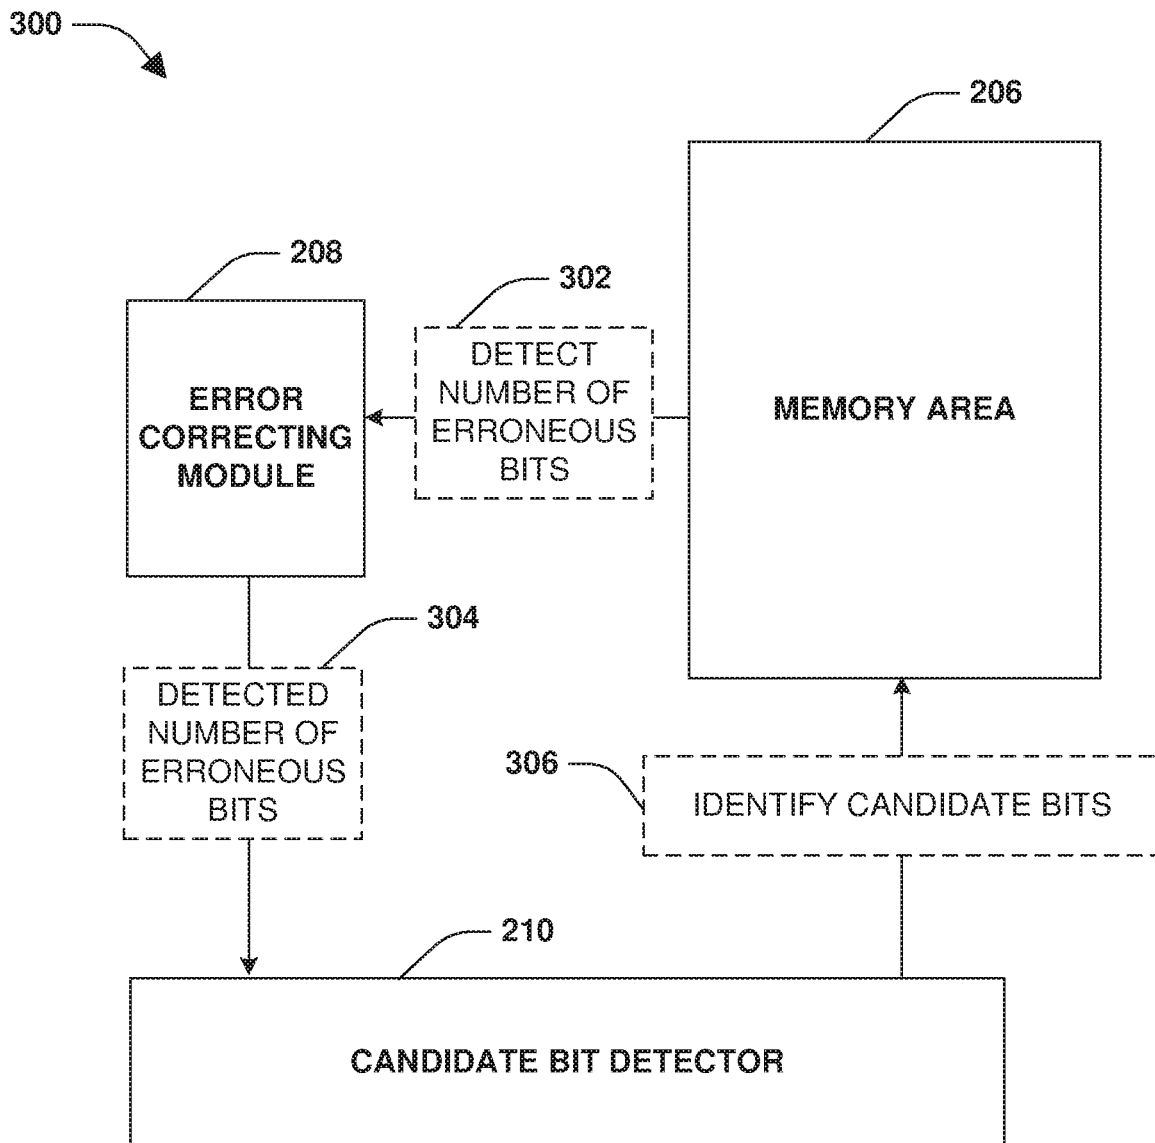 300
206
208
302
DETECT
NUMBER OF
ERRONEOUS
BITS
ERROR
CORRECTING
MODULE
MEMORY AREA
304
DETECTED
NUMBER OF
ERRONEOUS
BITS
306
IDENTIFY CANDIDATE BITS
210
CANDIDATE BIT DETECTOR